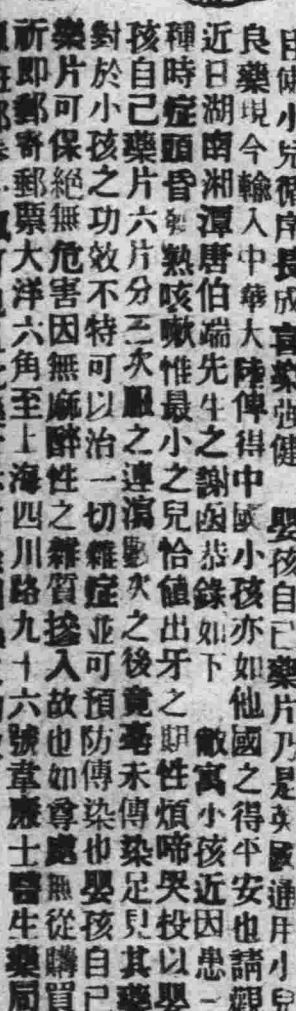 小兒循序長成喜樂强健　嬰孩自己藥片乃是英國通用小兒
良藥現今輸入中華大陸俾得中國小孩亦如他國之得平安也請觀
近日湖南湘潭唐伯端先生之謝函恭錄如下　敝寓小孩近因患一
種時症頭昏熱咳嗽惟最小之兒恰値出牙之期性煩啼哭投以嬰
孩自己藥片六片分三次服之連瀉數次之後竟毫未傳染足見其藥
對於小孩之功效不特可以治一切雜症並可預防傳染也嬰孩自己
藥片可保絕無危害因無麻醉性之雜質摻入故也如尊處無從購買
祈即郵寄郵票大洋六角至上海四川路九十六號韋廉士醫生藥局